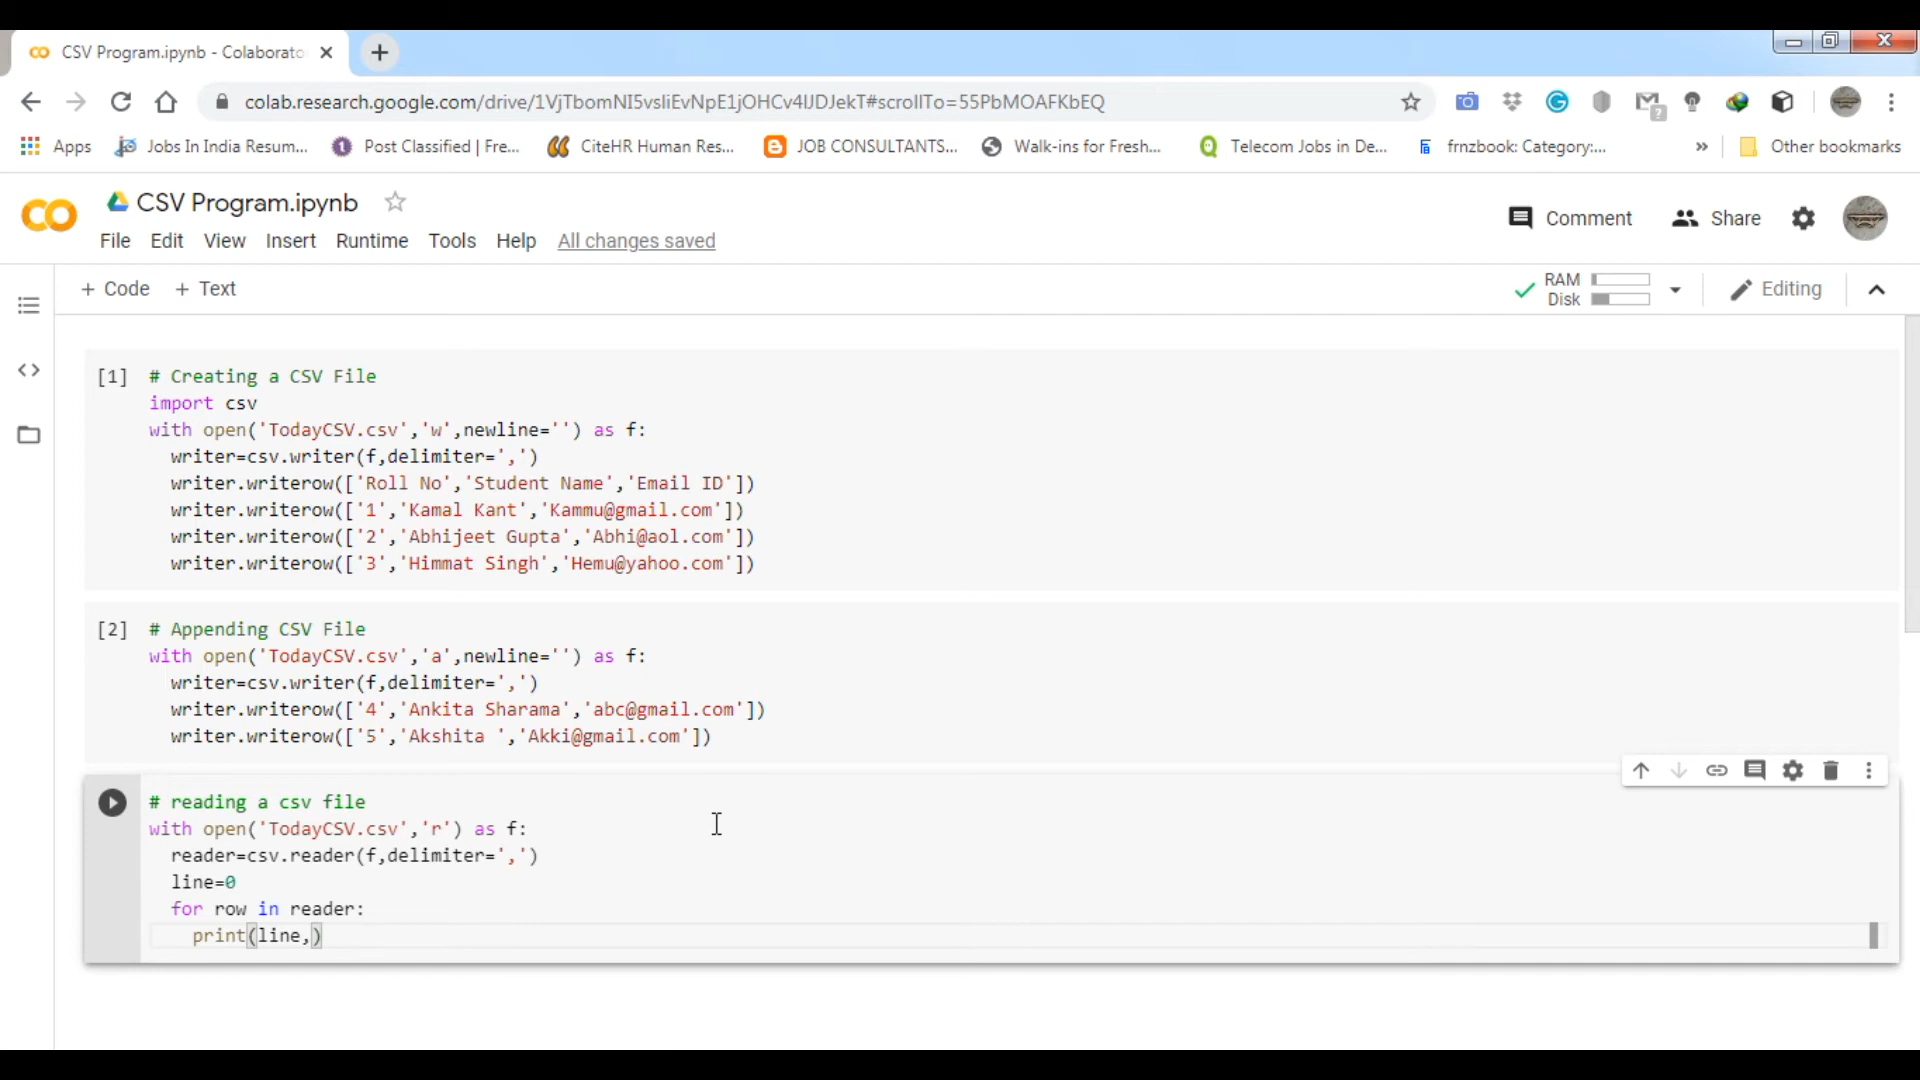 CSV Program.ipynb - Colaborato
colab.research.google.com/drive/1VjTbomNI5vsliEvNpE1jOHCv4lJDJekT#scrollTo=55PbMOAFKbEQ
Apps Jobs In India Resum... Post Classified | Fre... CiteHR Human Res... JOB CONSULTANTS... Walk-ins for Fresh... Telecom Jobs in De... frnzbook: Category:... » Other bookmarks
CSV Program.ipynb
Comment Share
File Edit View Insert Runtime Tools Help All changes saved
+ Code + Text
RAM
Disk
Editing
[1] # Creating a CSV File
import csv
with open('TodayCSV.csv','w',newline='') as f:
writer=csv.writer(f,delimiter=',')
writer.writerow(['Roll No','Student Name','Email ID'])
writer.writerow(['1','Kamal Kant','Kammu@gmail.com'])
writer.writerow(['2','Abhijeet Gupta','Abhi@aol.com'])
writer.writerow(['3','Himmat Singh','Hemu@yahoo.com'])
[2] # Appending CSV File
with open('TodayCSV.csv','a',newline='') as f:
writer=csv.writer(f,delimiter=',')
writer.writerow(['4','Ankita Sharama','abc@gmail.com'])
writer.writerow(['5','Akshita ','Akki@gmail.com'])
# reading a csv file
with open('TodayCSV.csv','r') as f:
reader=csv.reader(f,delimiter=',')
line=0
for row in reader:
print(line,)